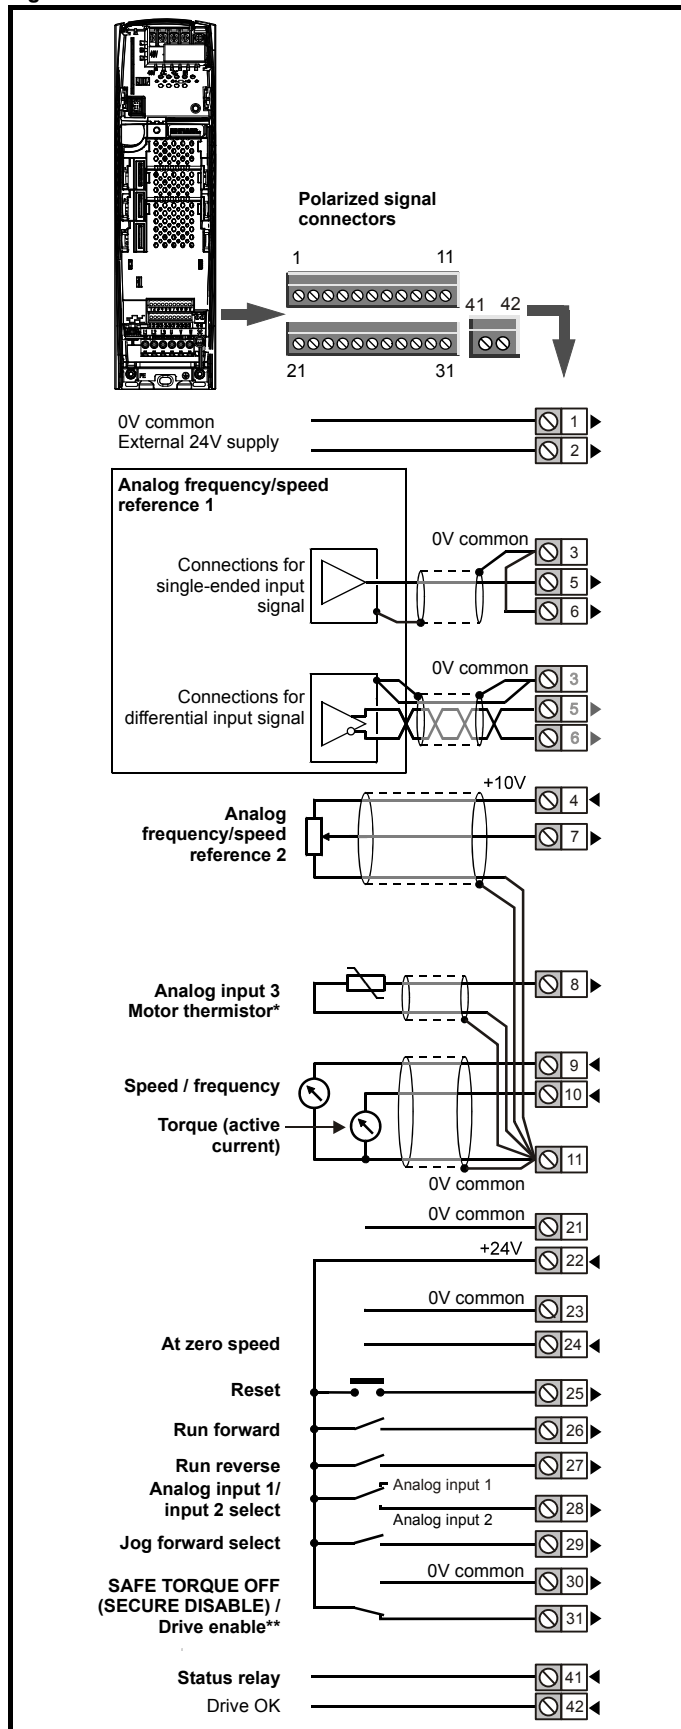 Polarized signal
connectors
1 11
41 42
21 31
0V common 1
External 24V supply 2
Analog frequency/speed
reference 1
0V common 3
Connections for
single-ended input
signal
5
6
0V common 3
Connections for
differential input signal
5
6
+10V 4
Analog
frequency/speed
reference 2
7
Analog input 3
Motor thermistor*
8
9
Speed / frequency
10
Torque (active
current)
11
0V common
0V common 21
+24V 22
0V common 23
At zero speed 24
Reset 25
Run forward 26
Run reverse 27
Analog input 1/
input 2 select
Analog input 1
28
Analog input 2
Jog forward select 29
0V common 30
SAFE TORQUE OFF
(SECURE DISABLE) /
Drive enable**
31
Status relay 41
Drive OK 42